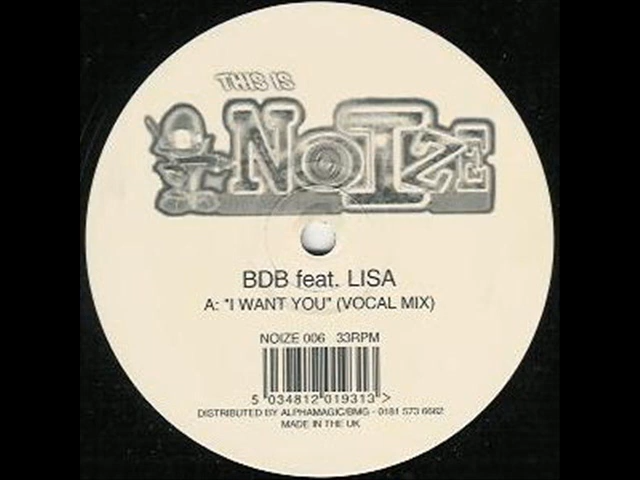 THIS IS
NOIZE
BDB feat. LISA
A: "I WANT YOU" (VOCAL MIX)
NOIZE 006 33RPM
5 034812 019313 >
DISTRIBUTED BY ALPHAMAGIC/BMG - 0181 573 6662
MADE IN THE UK